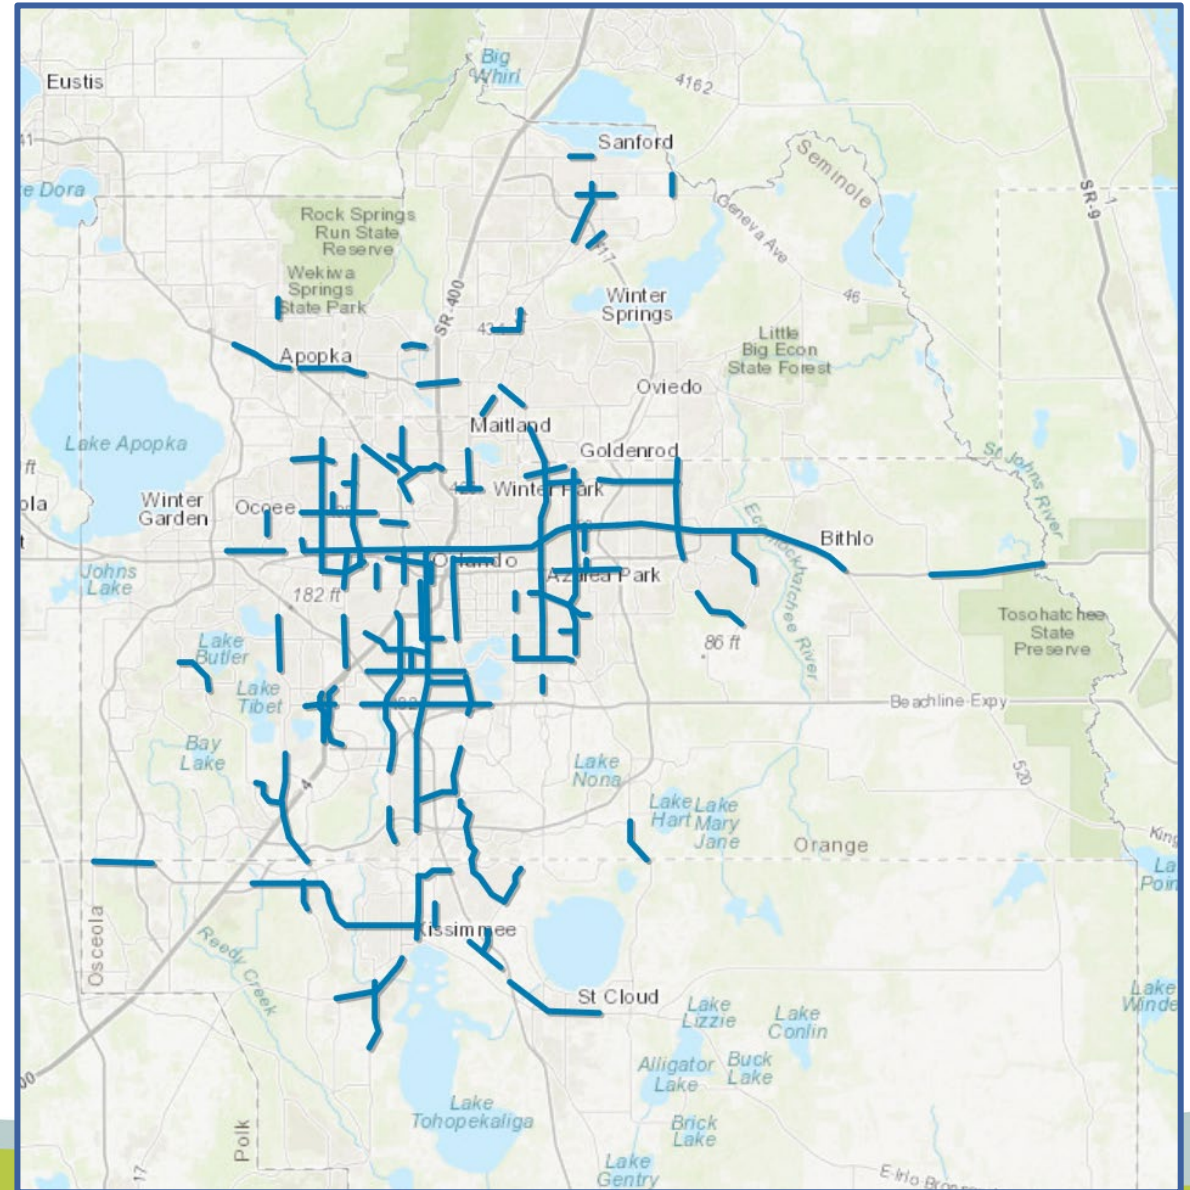 Big
Whirl
Eustis
4162
Sanford
Seminole
SR-9
1
Dora
Geneva Ave
Rock Springs
Run State
Reserve
Wekiwa
Springs
State Park
SR-400
Winter
Springs
46
Little
Big Econ
State Forest
Apopka
Oviedo
Maitland
Lake Apopka
Goldenrod
St Johns
River
ft
Winter
Garden
Ocoee
Winter Park
Econlockhatchee River
Bithlo
Orlando
Azalea Park
Johns
Lake
182 ft
Tosohatchee
State
Preserve
Lake
Butler
86 ft
Lake
Tibet
Beachline Expy
Bay
Lake
Lake
Nona
520
4
Lake
Hart
Lake
Mary
Jane
Orange
Osceola
Reedy Creek
Kissimmee
St Cloud
Lake
Lizzie
Lake
Conlin
Lake
Alligator
Lake
Buck
Lake
Lake
Tohopekaliga
Brick
Lake
Polk
17
Lake
Gentry